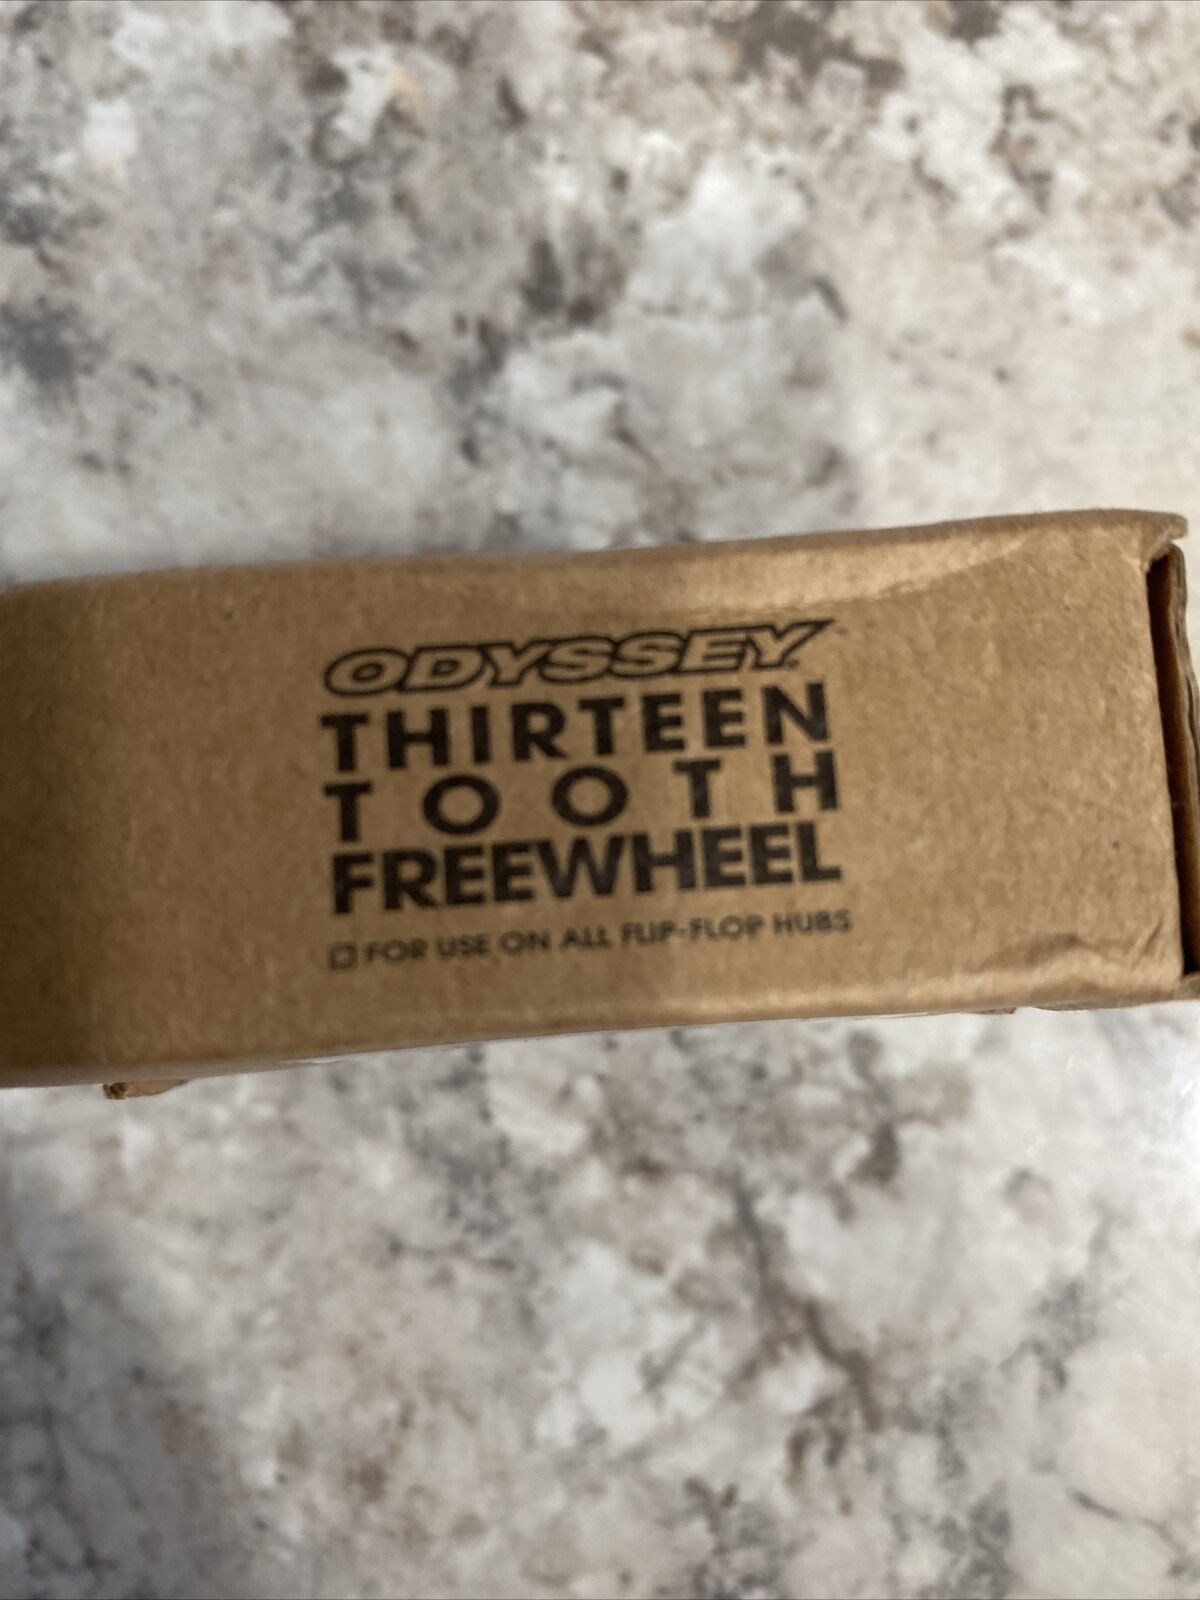 ODYSSEY
THIRTEEN
TOOTH
FREEWHEEL
FOR USE ON ALL FLIP-FLOP HUBS